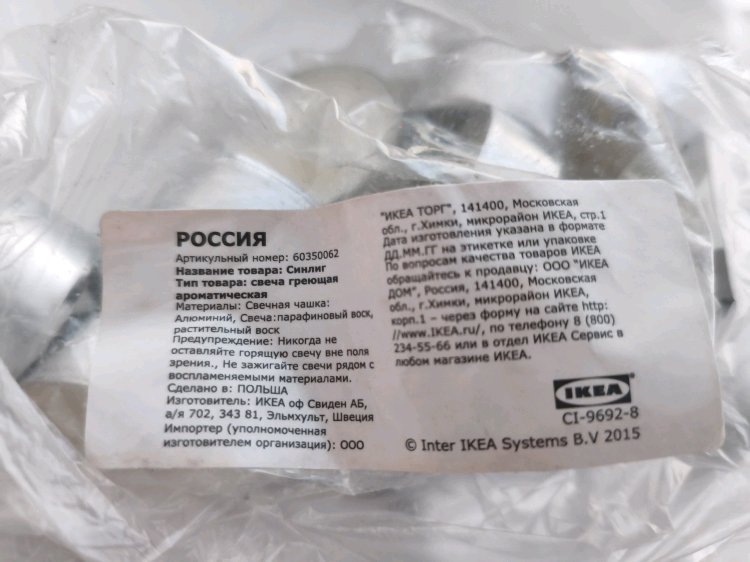 РОССИЯ
Артикульный номер: 60350062
Название товара: Синлиг
Тип товара: свеча греющая
ароматическая
Материалы: Свечная чашка:
Алюминий, Свеча:парафиновый воск,
растительный воск
Предупреждение: Никогда не
оставляйте горящую свечу вне поля
зрения., Не зажигайте свечи рядом с
воспламеняемыми материалами.
Сделано в: ПОЛЬША
Изготовитель: ИКЕА оф Свиден АБ,
а/я 702, 343 81, Эльмхульт, Швеция
Импортер (уполномоченная
изготовителем организация): ООО
"ИКЕА ТОРГ", 141400, Московская
обл., г.Химки, микрорайон ИКЕА, стр.1
Дата изготовления указана в формате
ДД.ММ.ГГ на этикетке или упаковке
По вопросам качества товаров ИКЕА
обращайтесь к продавцу: ООО "ИКЕА
ДОМ", Россия, 141400, Московская
обл., г.Химки, микрорайон ИКЕА,
корп.1 – через форму на сайте http:
//www.IKEA.ru/, по телефону 8 (800)
234-55-66 или в отдел ИКЕА Сервис в
любом магазине ИКЕА.
IKEA
CI-9692-8
© Inter IKEA Systems B.V 2015